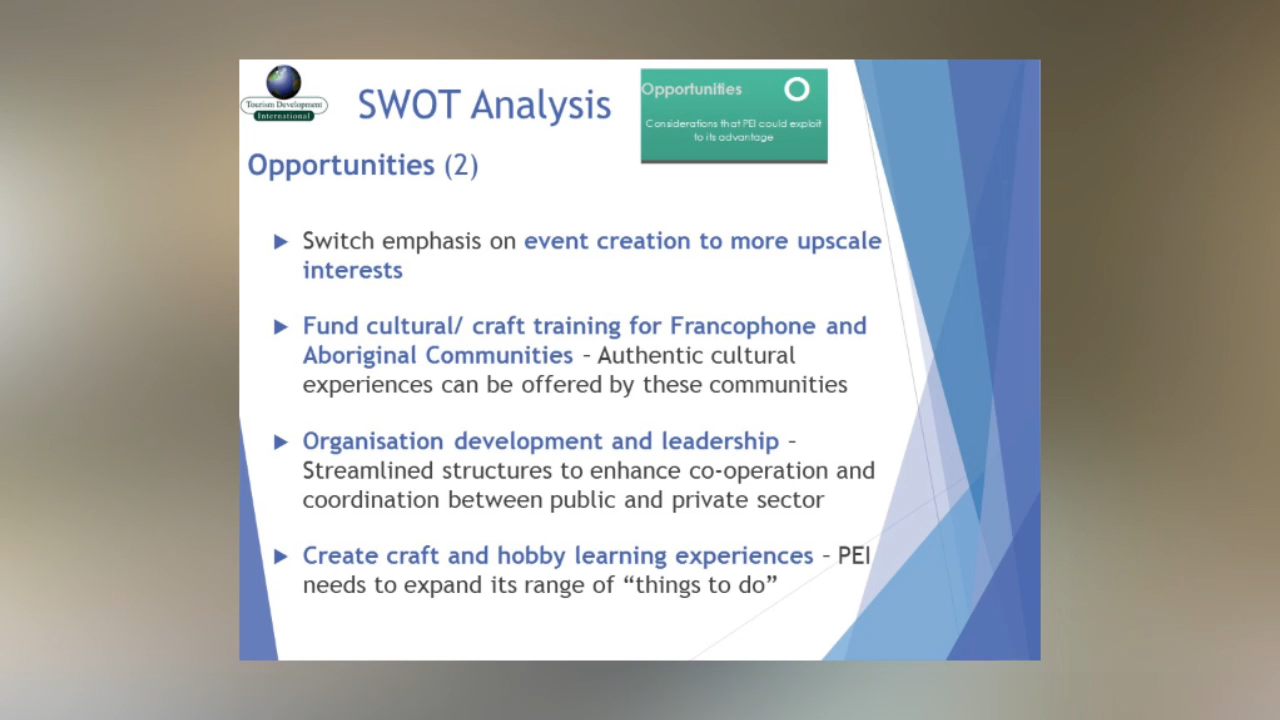 Tourism Development
International
SWOT Analysis
Opportunities
Considerations that PEI could exploit
to its advantage
Opportunities (2)
Switch emphasis on event creation to more upscale
interests
Fund cultural/ craft training for Francophone and
Aboriginal Communities – Authentic cultural
experiences can be offered by these communities
Organisation development and leadership –
Streamlined structures to enhance co-operation and
coordination between public and private sector
Create craft and hobby learning experiences – PEI
needs to expand its range of “things to do”